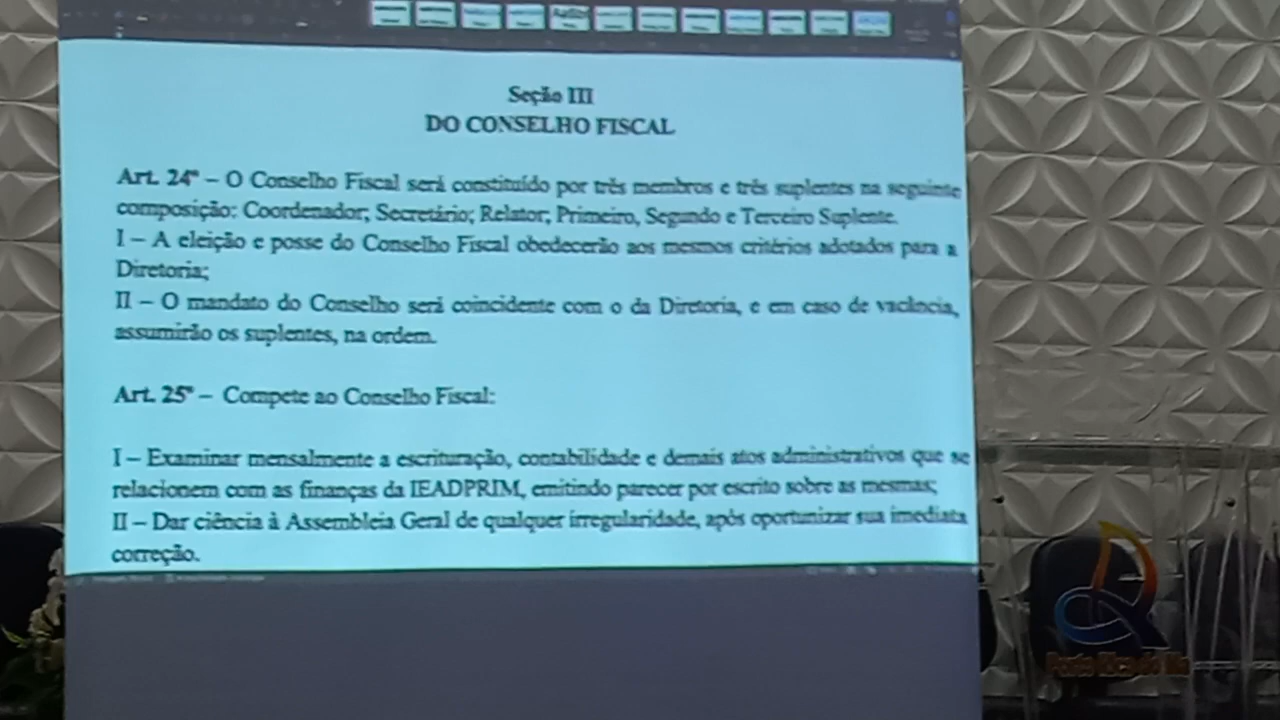 Seção III
DO CONSELHO FISCAL
Art. 24º – O Conselho Fiscal será constituído por três membros e três suplentes na seguinte
composição: Coordenador; Secretário; Relator; Primeiro, Segundo e Terceiro Suplente.
I – A eleição e posse do Conselho Fiscal obedecerão aos mesmos critérios adotados para a
Diretoria;
II – O mandato do Conselho será coincidente com o da Diretoria, e em caso de vacância,
assumirão os suplentes, na ordem.
Art. 25º – Compete ao Conselho Fiscal:
I – Examinar mensalmente a escrituração, contabilidade e demais atos administrativos que se
relacionem com as finanças da IEADPRIM, emitindo parecer por escrito sobre as mesmas;
II – Dar ciência à Assembleia Geral de qualquer irregularidade, após oportunizar sua imediata
correção.
Porto Rico do Ma